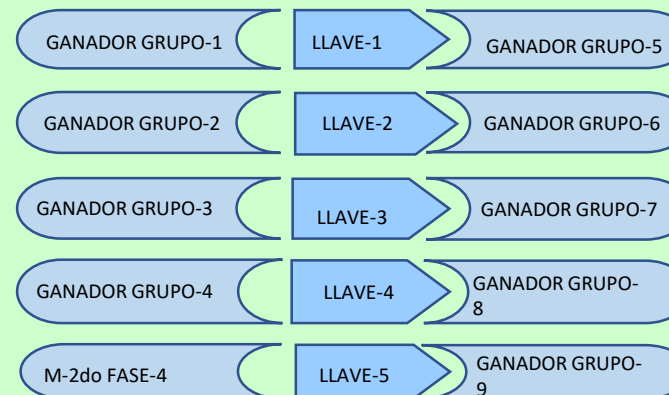 GANADOR GRUPO-1 LLAVE-1 GANADOR GRUPO-5
GANADOR GRUPO-2 LLAVE-2 GANADOR GRUPO-6
GANADOR GRUPO-3 LLAVE-3 GANADOR GRUPO-7
GANADOR GRUPO-4 LLAVE-4 GANADOR GRUPO-
8
M-2do FASE-4 LLAVE-5 GANADOR GRUPO-
9